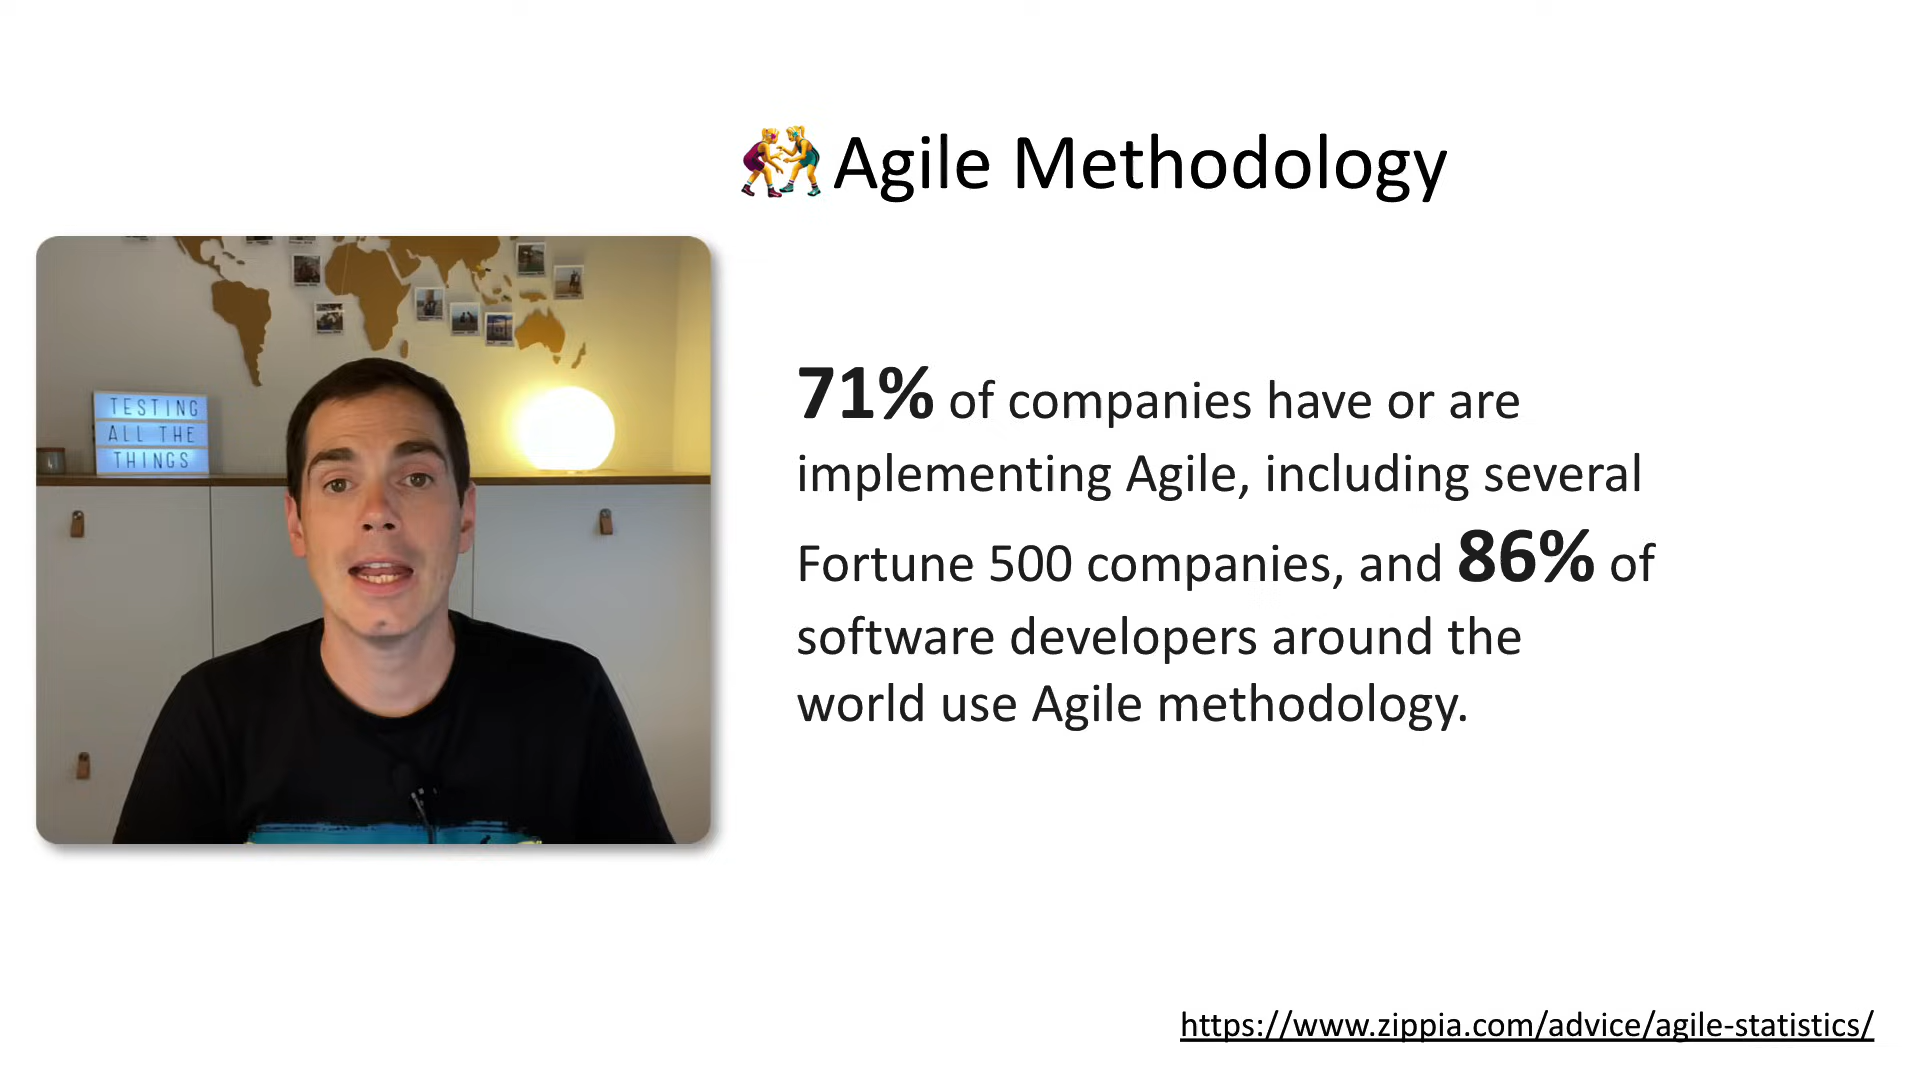 Agile Methodology
TESTING
ALL THE
THINGS
71% of companies have or are
implementing Agile, including several
Fortune 500 companies, and 86% of
software developers around the
world use Agile methodology.
https://www.zippia.com/advice/agile-statistics/